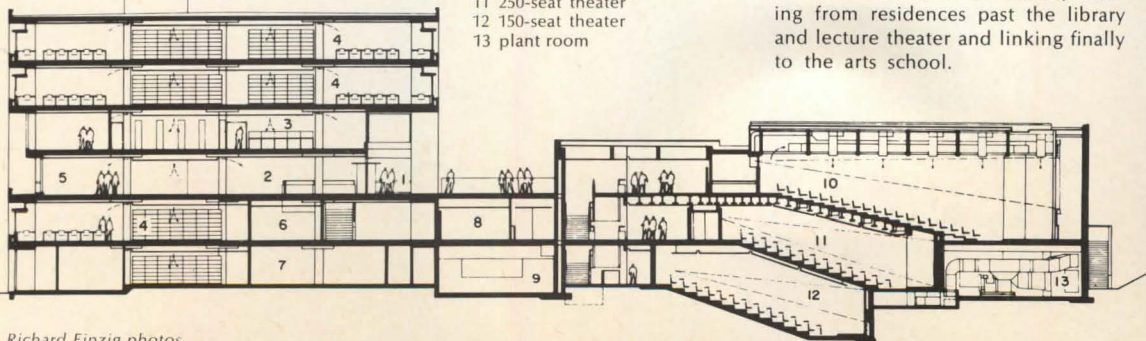 11 250-seat theater
12 150-seat theater
13 plant room
ing from residences past the library
and lecture theater and linking finally
to the arts school.
4
4
3
5 2 1
10
4 6 8
11
7 9
12
13
Richard Einzig photos